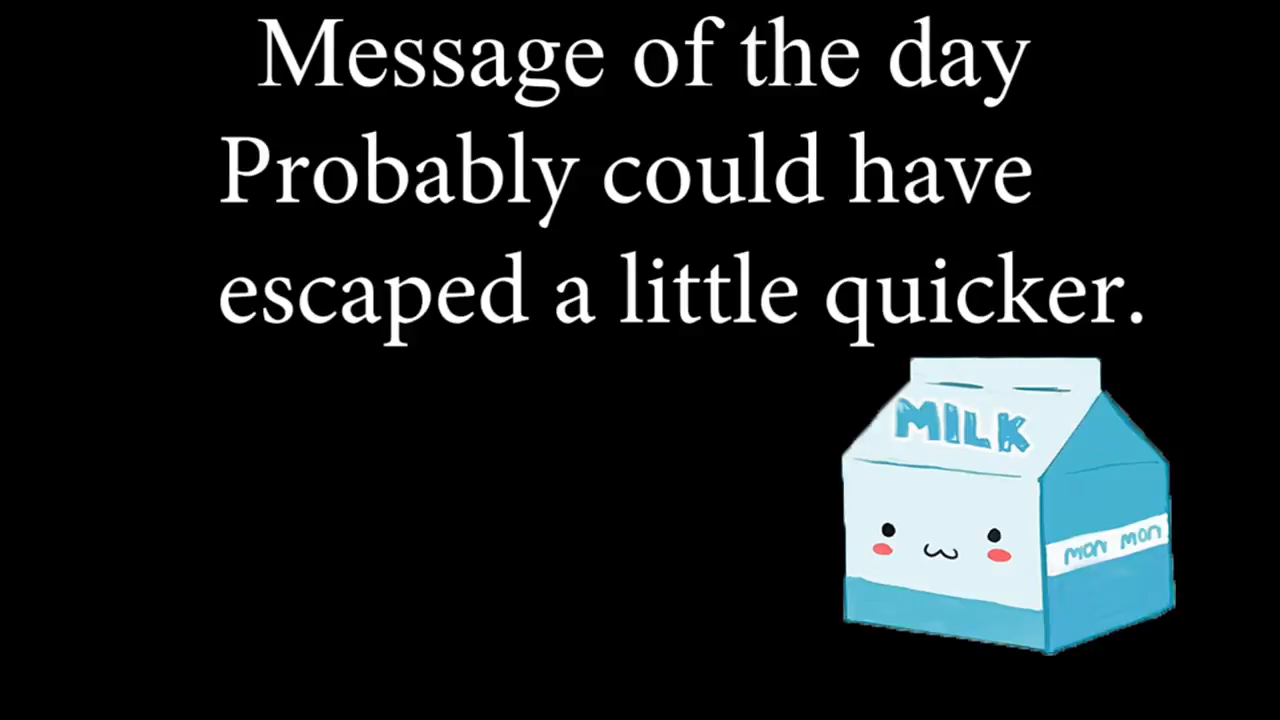 Message of the day
Probably could have
escaped a little quicker.
MILK
mon mon